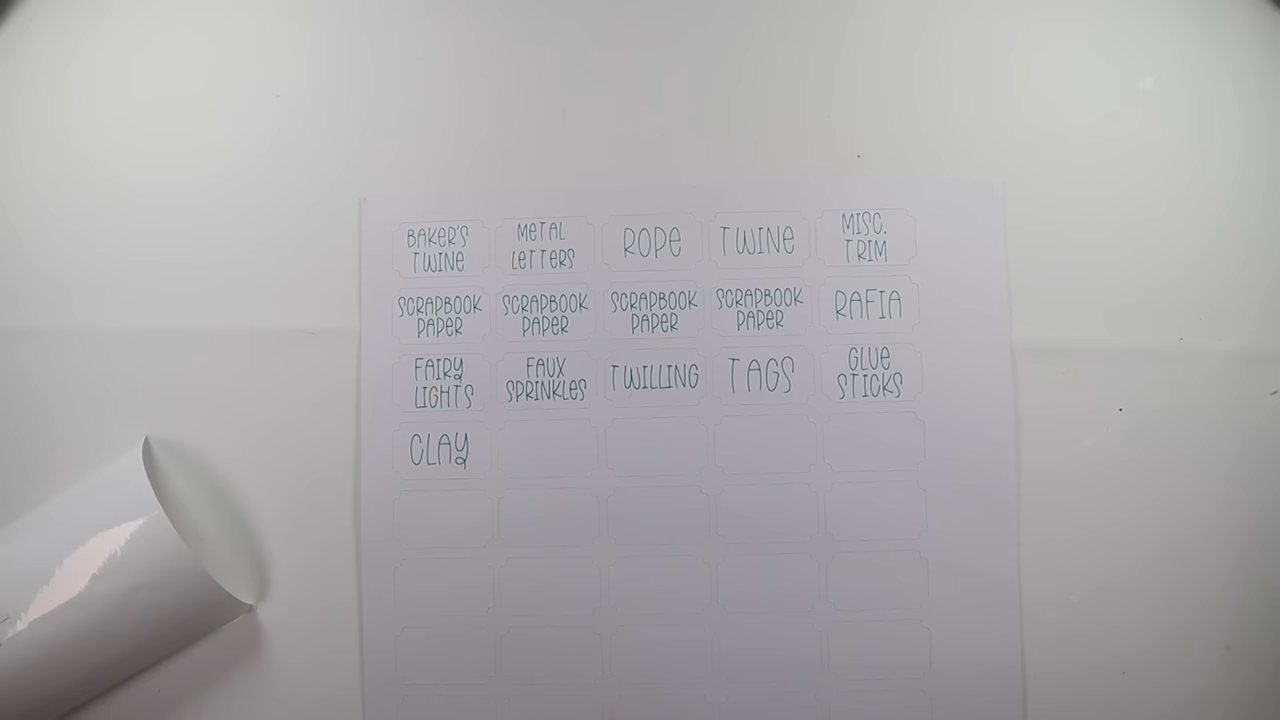 BAKER'S
TWINE
METAL
LETTERS
ROPE
TWINE
MISC.
TRIM
SCRAPBOOK
PAPER
SCRAPBOOK
PAPER
SCRAPBOOK
PAPER
SCRAPBOOK
PAPER
RAFIA
FAIRY
LIGHTS
FAUX
SPRINKLES
TWILLING
TAGS
GLUE
STICKS
CLAY